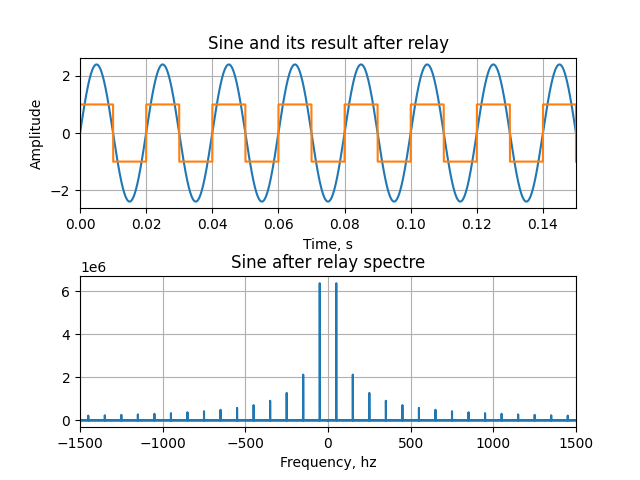 Sine and its result after relay
2
0
−2
Amplitude
0.00 0.02 0.04 0.06 0.08 0.10 0.12 0.14
Time, s
Sine after relay spectre
1e6
6
4
2
0
−1500 −1000 −500 0 500 1000 1500
Frequency, hz